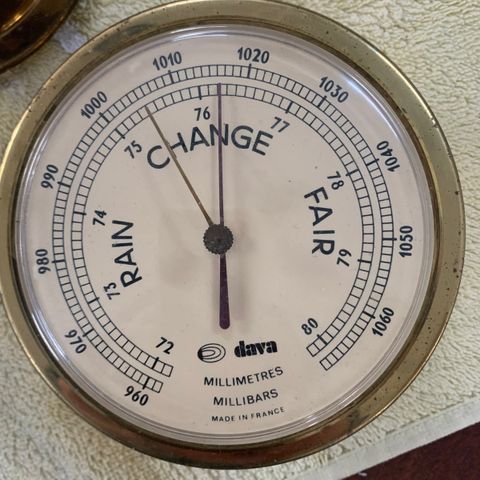 960
970
980
990
1000
1010
1020
1030
1040
1050
1060
72
73
74
75
76
77
78
79
80
RAIN
CHANGE
FAIR
dava
MILLIMETRES
MILLIBARS
MADE IN FRANCE